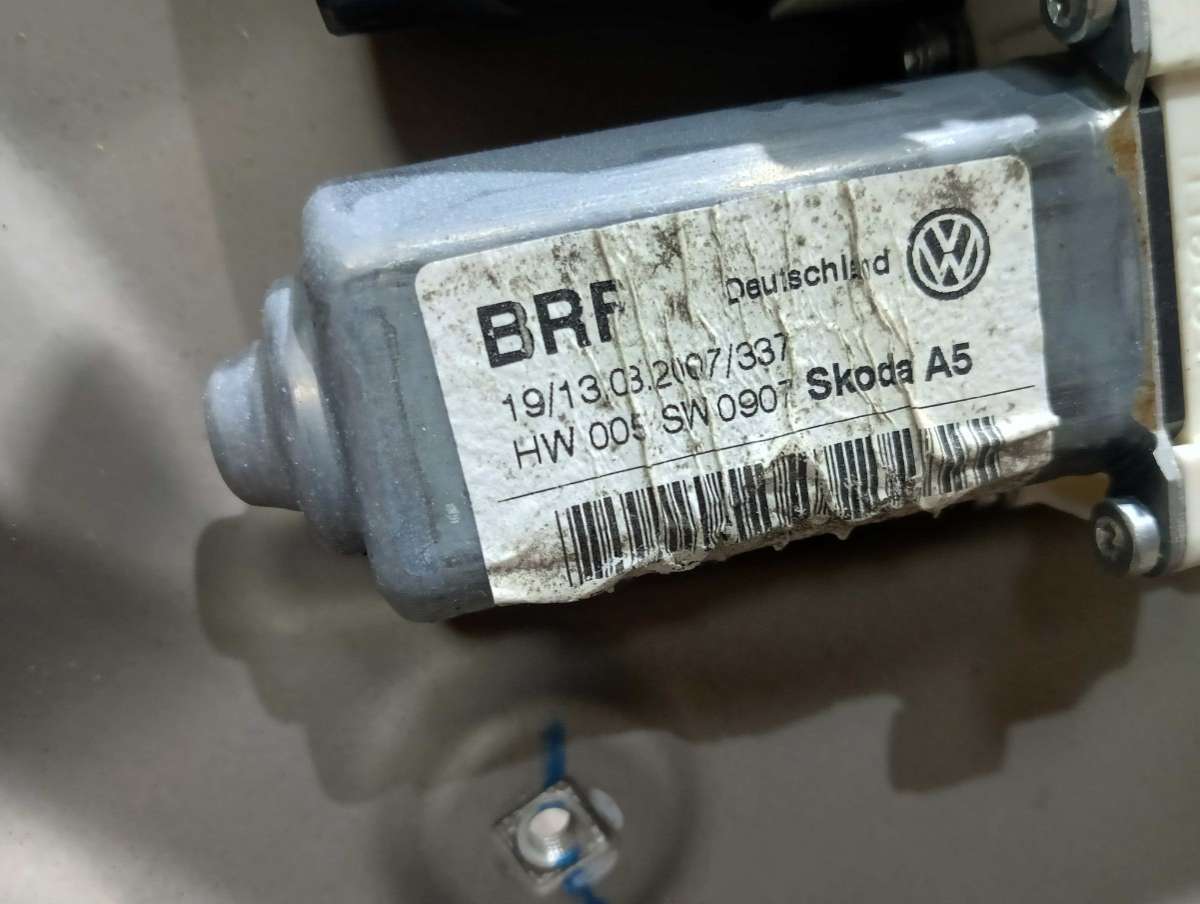 BRF Deutschland
19/13.03.2007/337
HW 005 SW 0907 Skoda A5